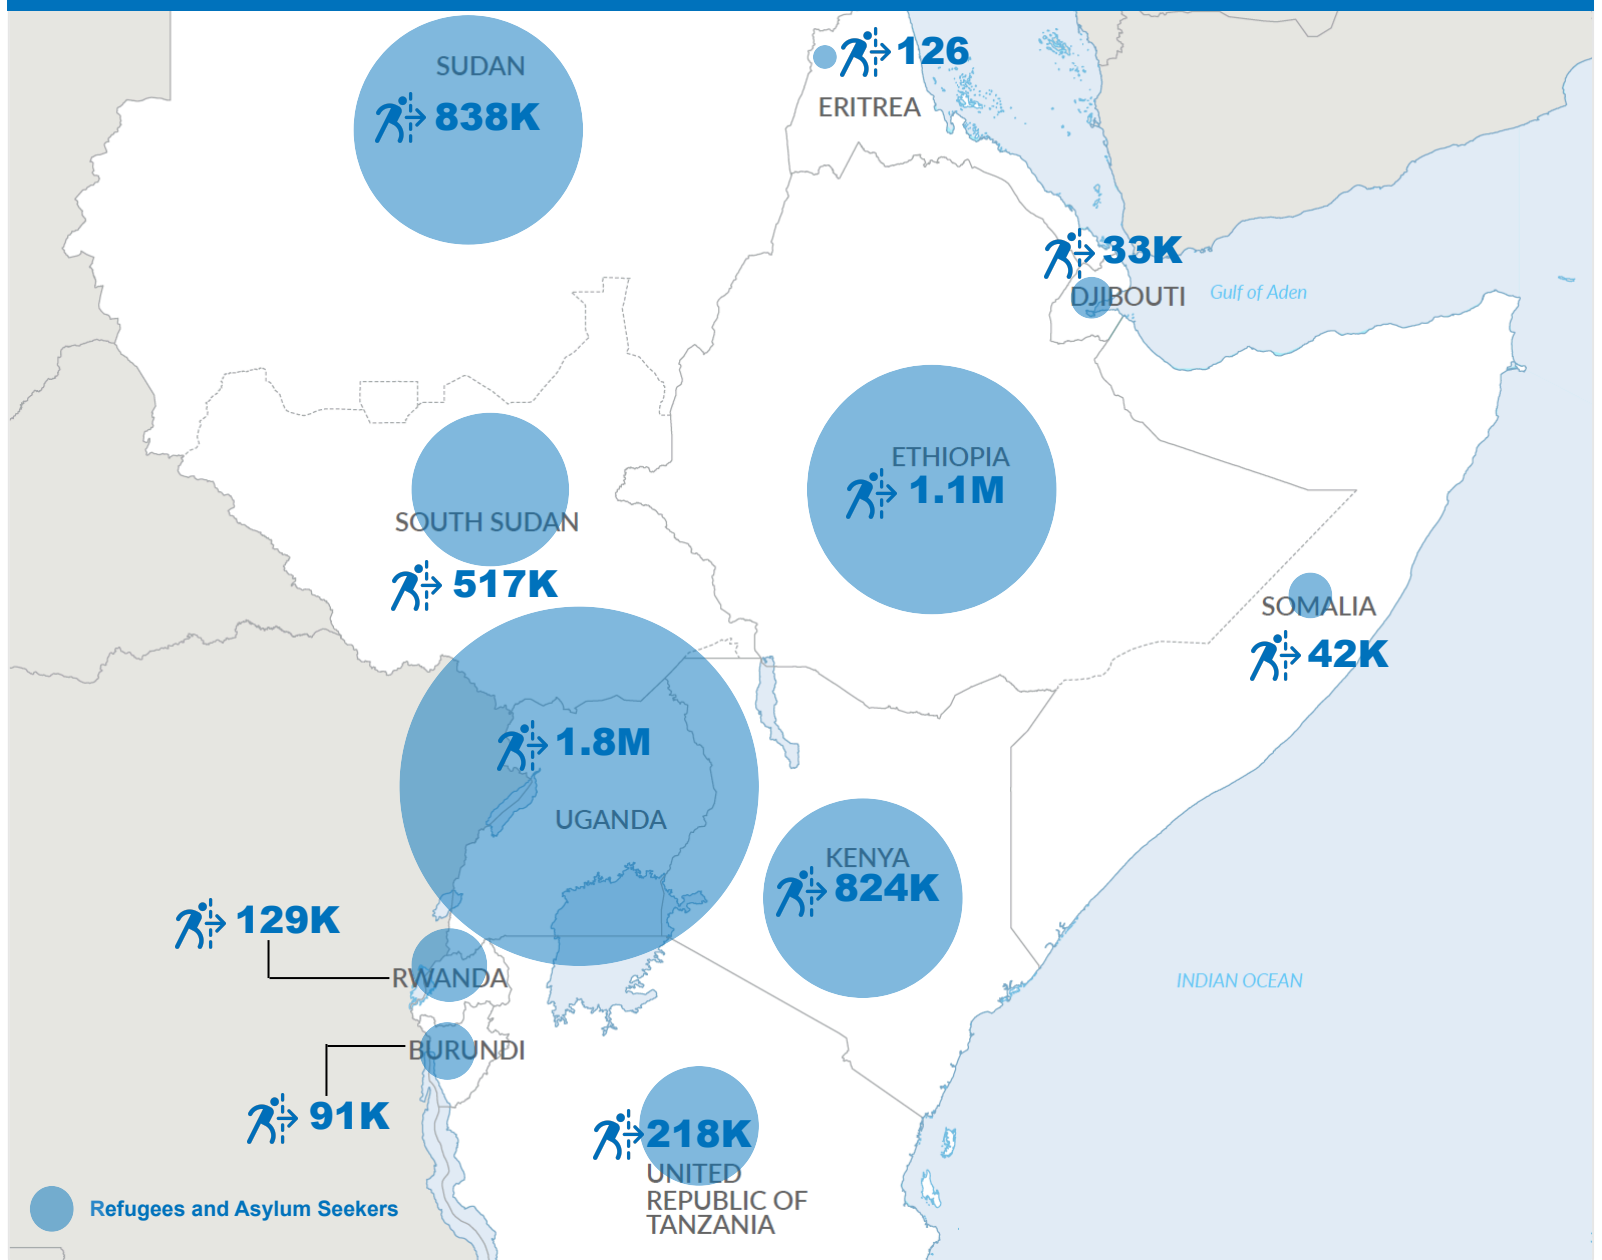 SUDAN
838K
126
ERITREA
33K
DJIBOUTI
Gulf of Aden
ETHIOPIA
1.1M
SOUTH SUDAN
517K
SOMALIA
42K
1.8M
UGANDA
KENYA
824K
129K
RWANDA
INDIAN OCEAN
BURUNDI
91K
218K
UNITED
REPUBLIC OF
TANZANIA
Refugees and Asylum Seekers